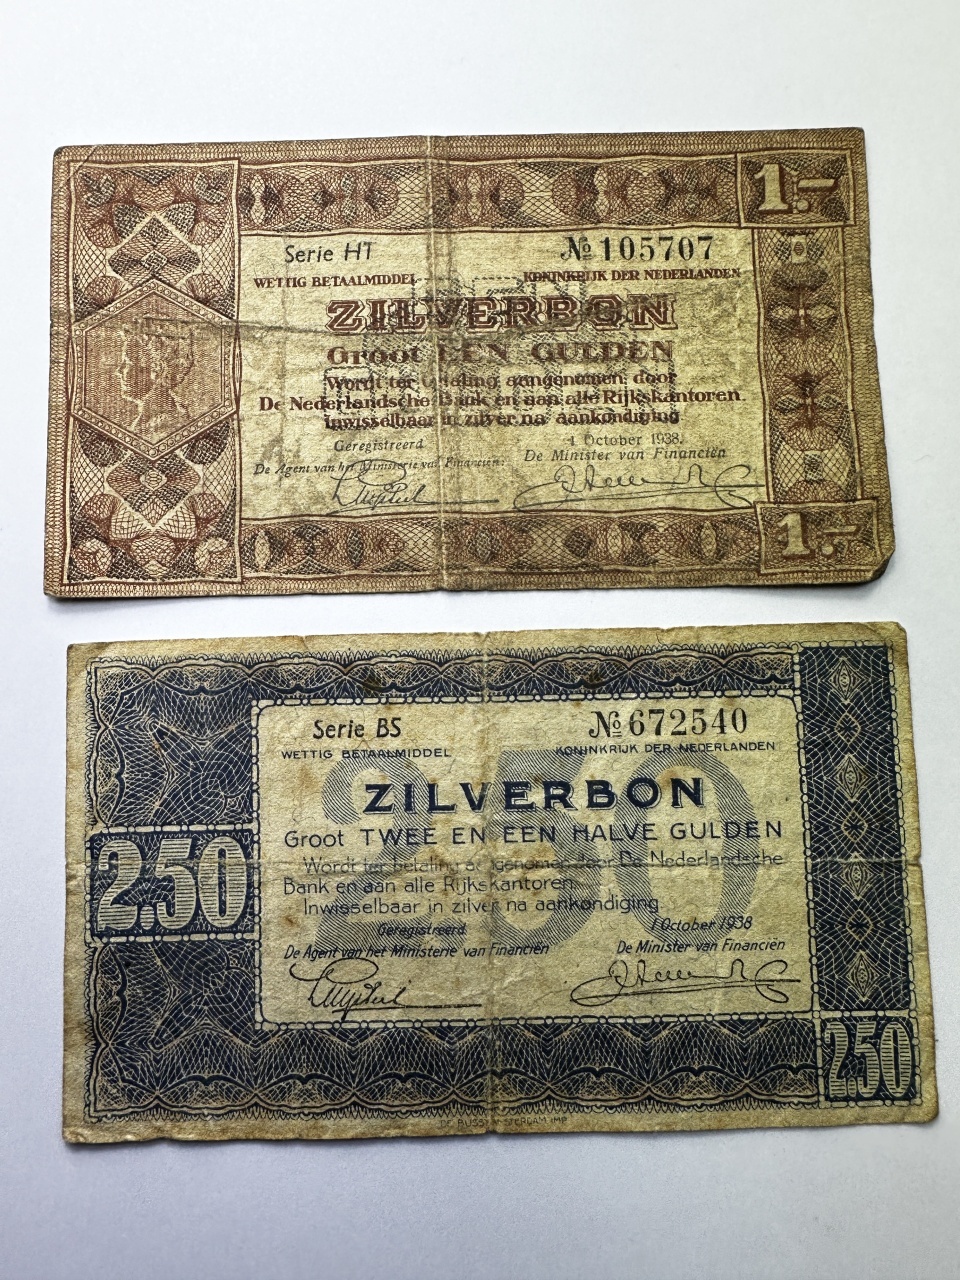 1.-
Serie HT
№ 105707
WETTIG BETAALMIDDEL
KONINKRIJK DER NEDERLANDEN
ZILVERBON
Groot EEN GULDEN
Wordt ter betaling aangenomen door
De Nederlandsche Bank en aan alle Rijkskantoren.
Inwisselbaar in zilver na aankondiging
Geregistreerd
1 October 1938.
De Agent van het Ministerie van Financiën:
De Minister van Financiën
1.-
Serie BS
№ 672540
WETTIG BETAALMIDDEL
KONINKRIJK DER NEDERLANDEN
250
ZILVERBON
Groot TWEE EN EEN HALVE GULDEN
Wordt ter betaling aangenomen door De Nederlandsche
Bank en aan alle Rijkskantoren.
Inwisselbaar in zilver na aankondiging.
2.50
Geregistreerd
1 October 1938
De Agent van het Ministerie van Financiën
De Minister van Financiën
2.50
AMSTERDAM IMP.